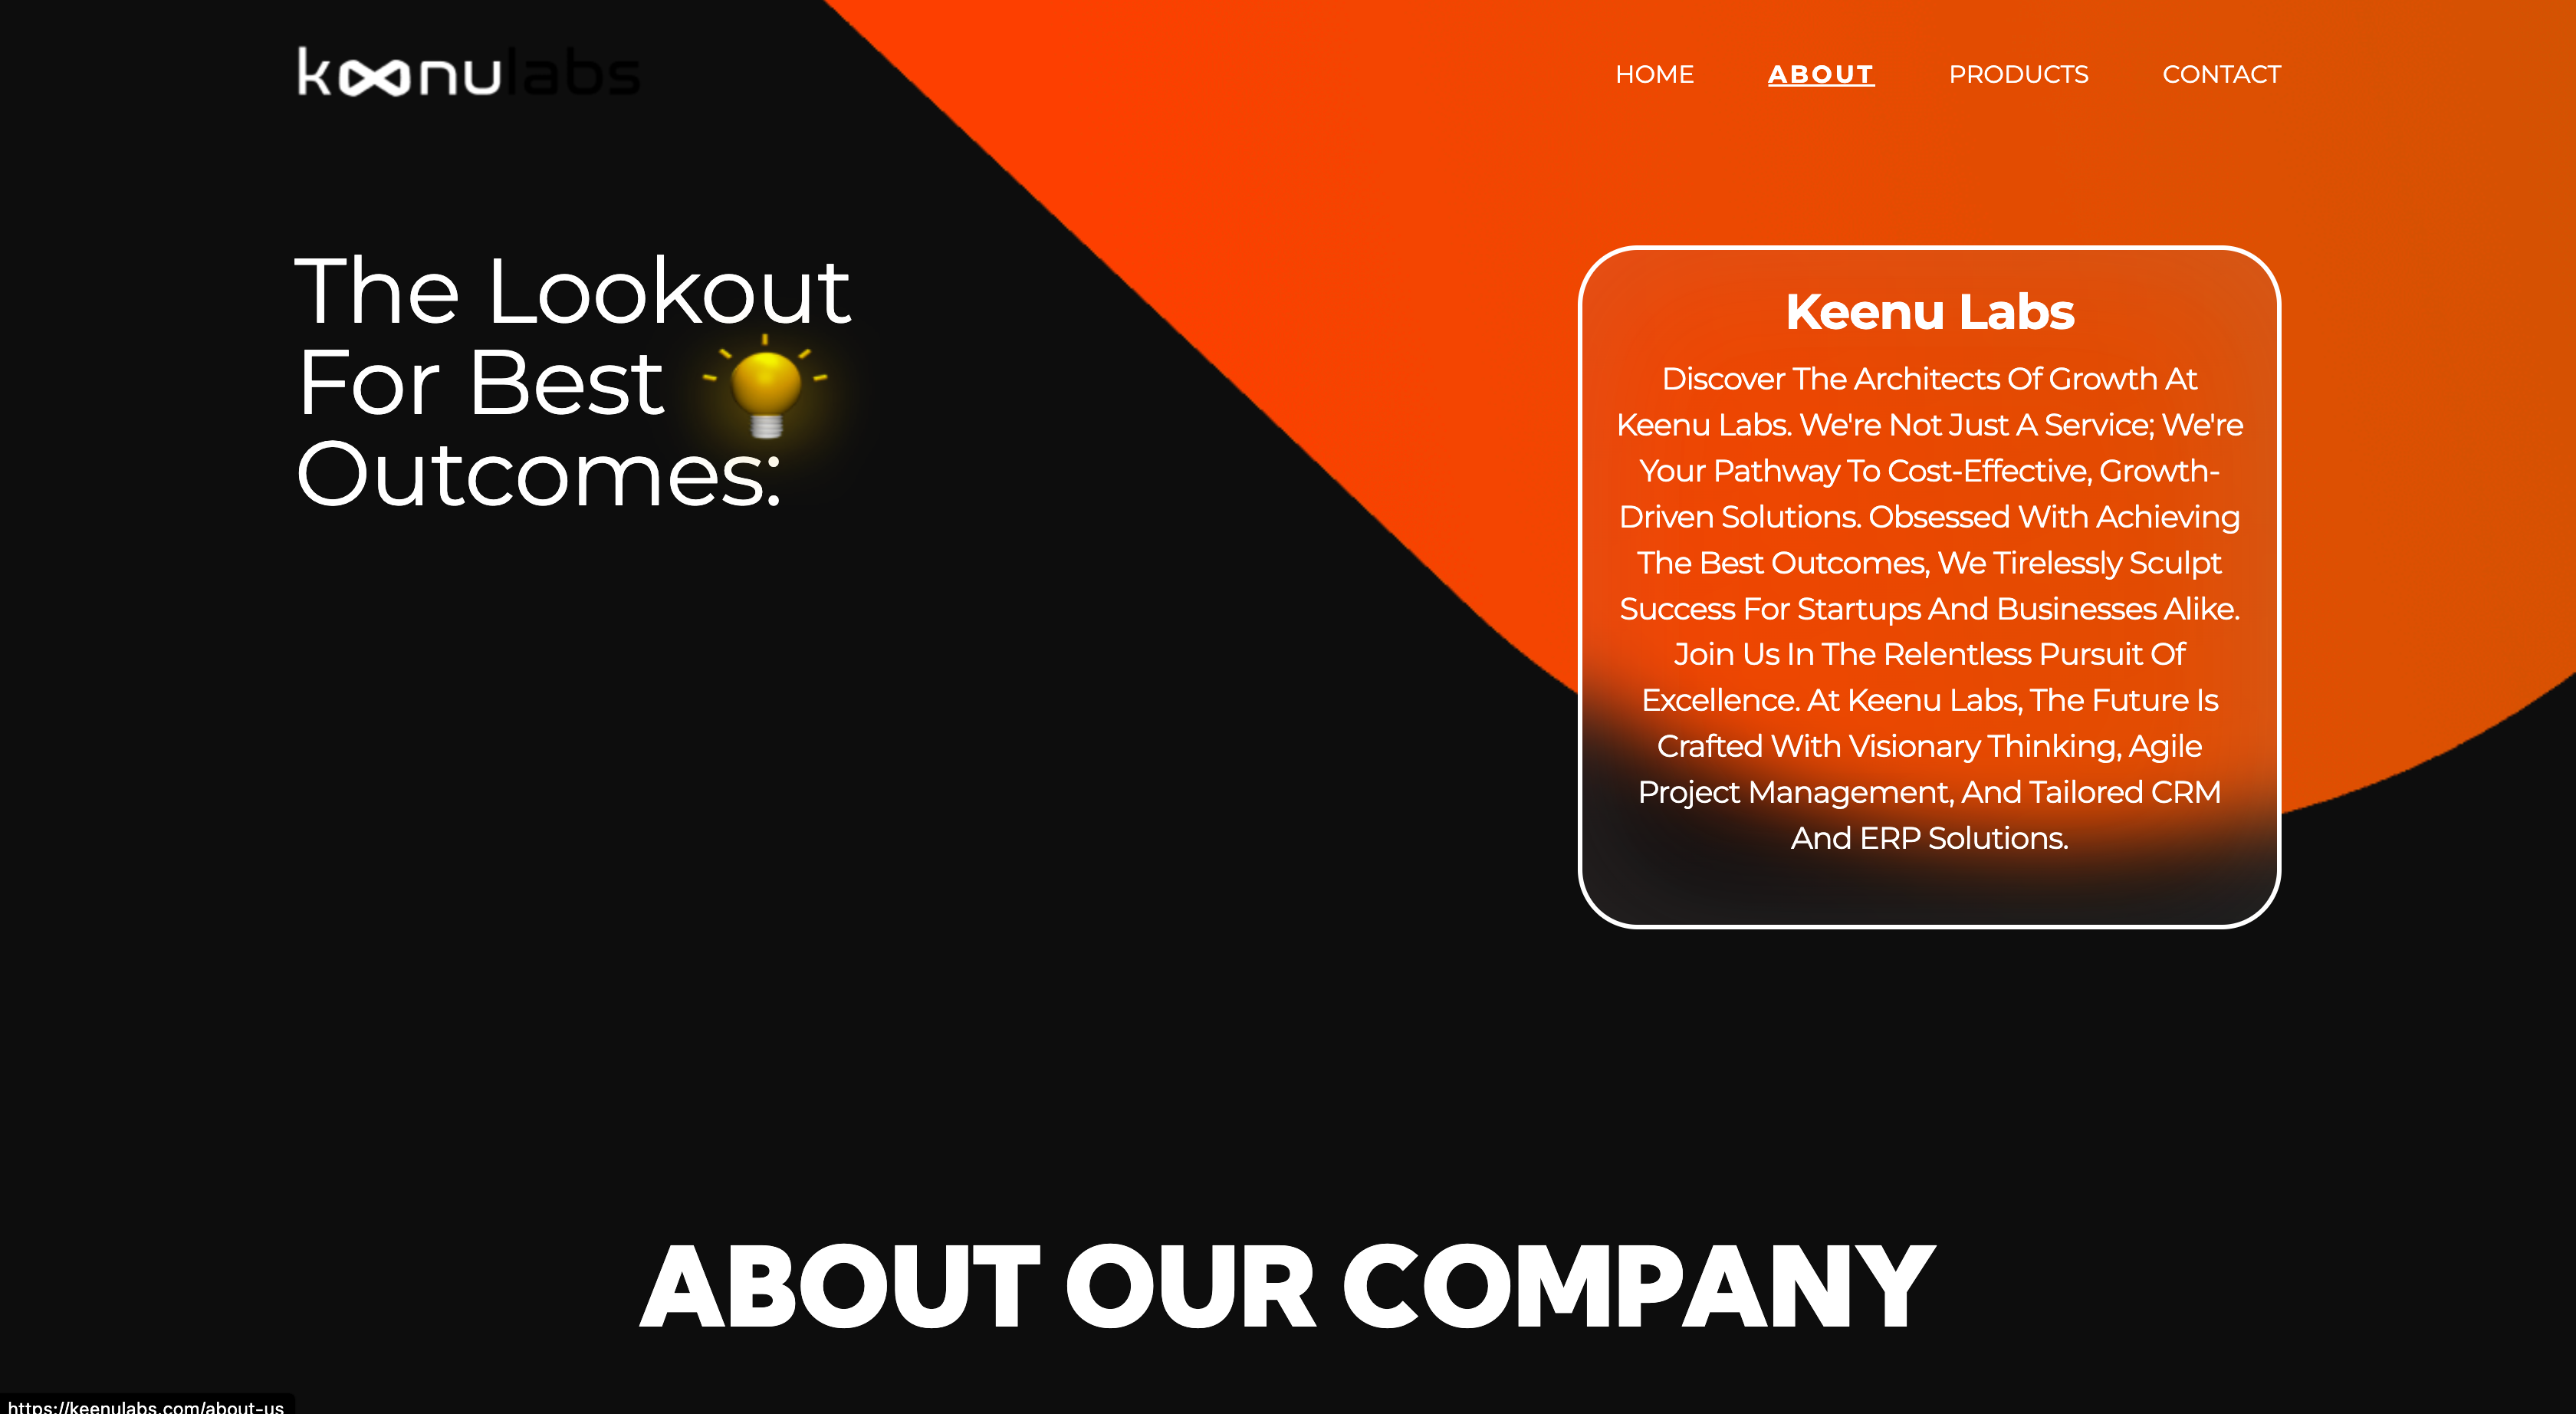 keenulabs
HOME ABOUT PRODUCTS CONTACT
The Lookout
For Best
Outcomes:
Keenu Labs
Discover The Architects Of Growth At
Keenu Labs. We're Not Just A Service; We're
Your Pathway To Cost-Effective, Growth-
Driven Solutions. Obsessed With Achieving
The Best Outcomes, We Tirelessly Sculpt
Success For Startups And Businesses Alike.
Join Us In The Relentless Pursuit Of
Excellence. At Keenu Labs, The Future Is
Crafted With Visionary Thinking, Agile
Project Management, And Tailored CRM
And ERP Solutions.
ABOUT OUR COMPANY
https://keenulabs.com/about-us